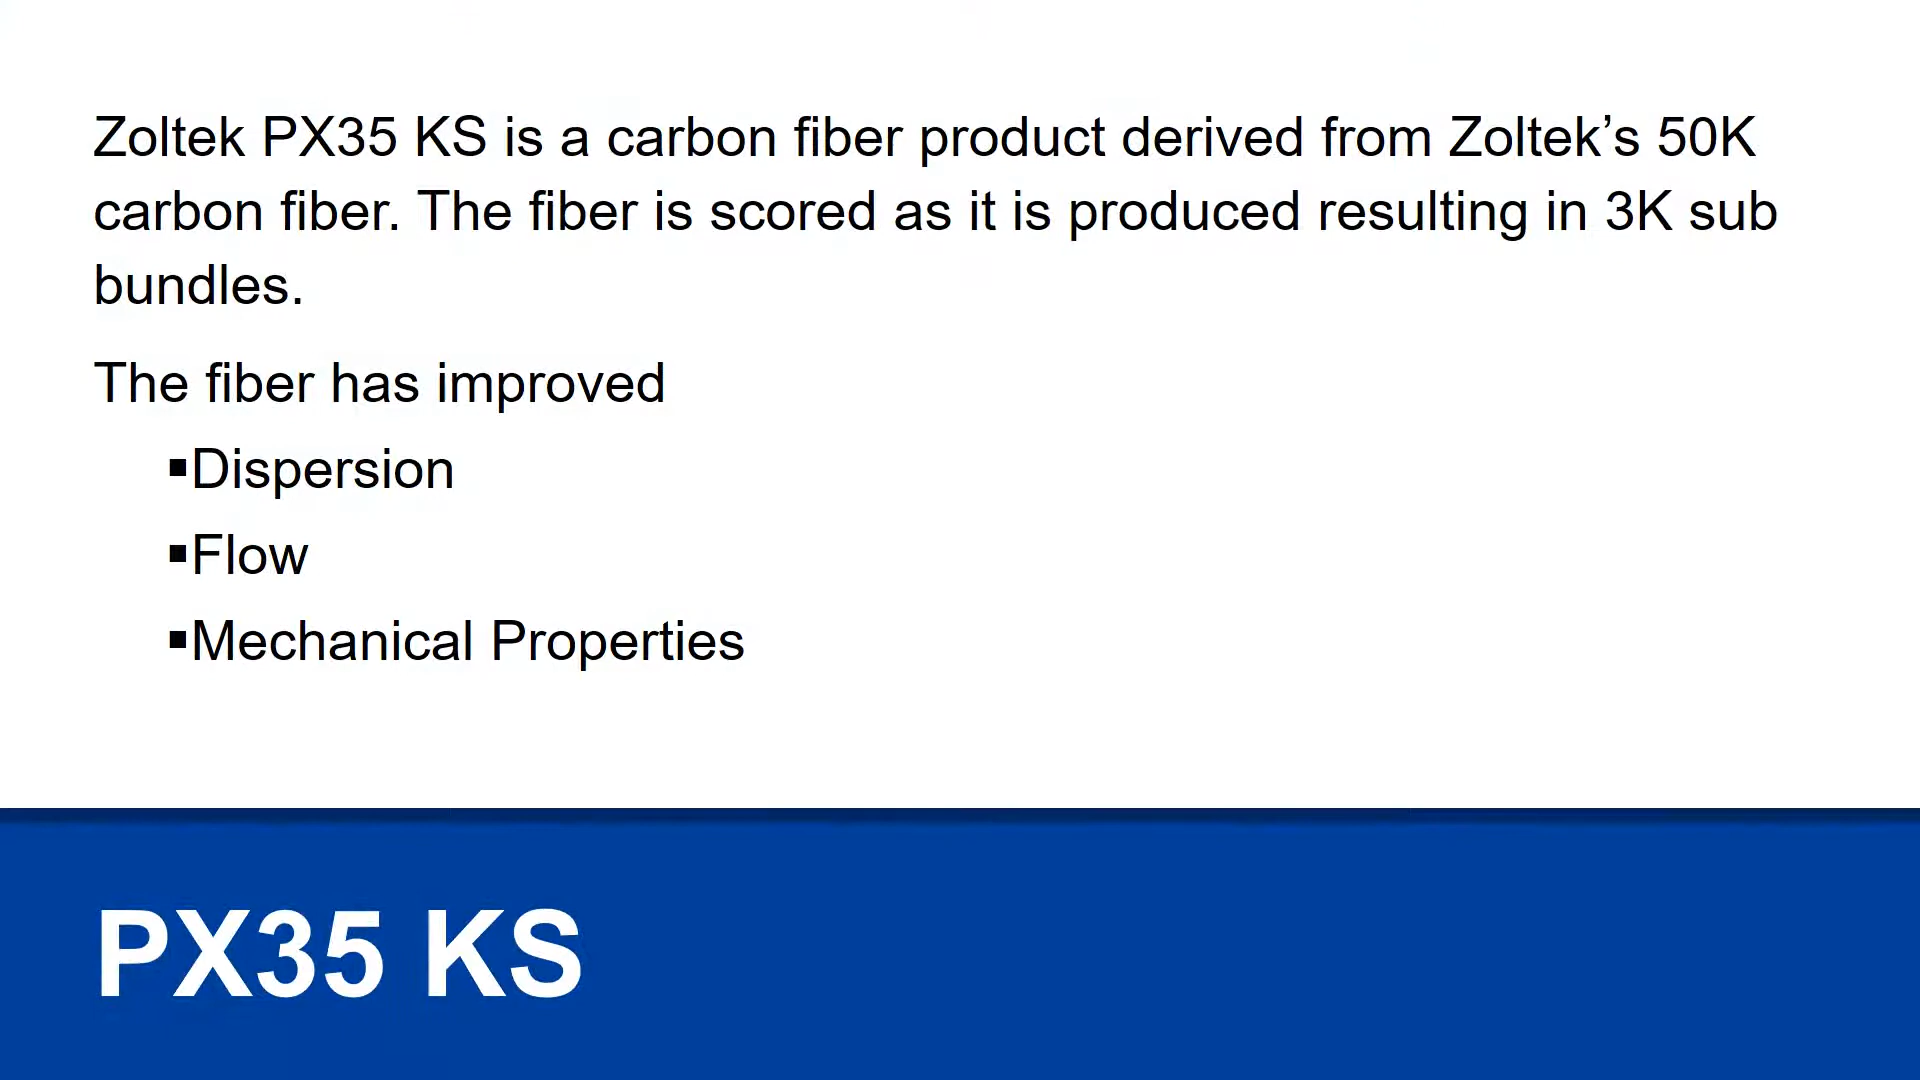 Zoltek PX35 KS is a carbon fiber product derived from Zoltek’s 50K
carbon fiber. The fiber is scored as it is produced resulting in 3K sub
bundles.
The fiber has improved
▪Dispersion
▪Flow
▪Mechanical Properties
PX35 KS